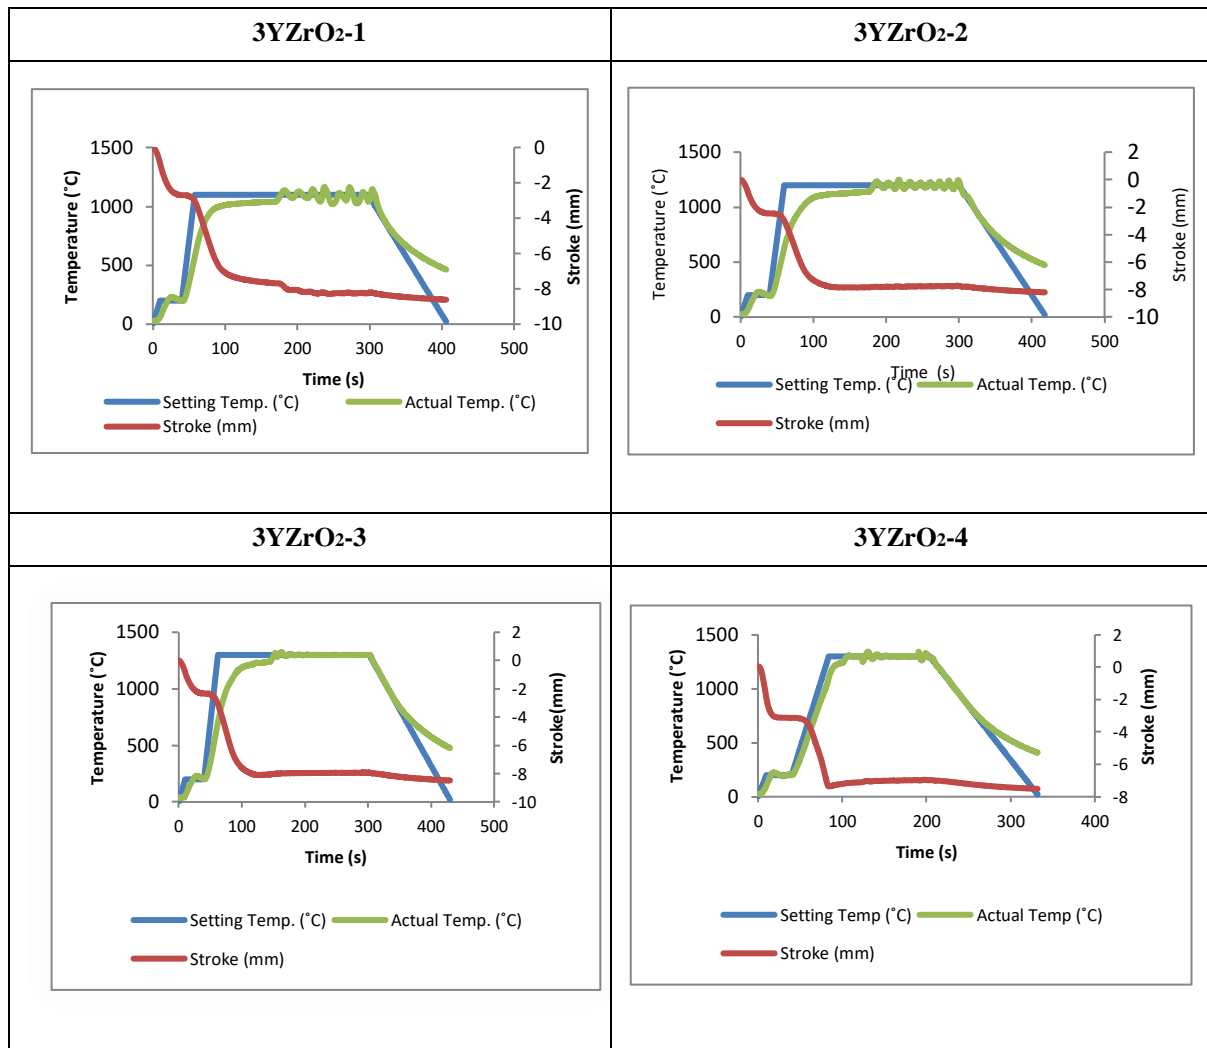 3YZrO2-1
3YZrO2-2
1500
1000
500
0
0
-2
-4
-6
-8
-10
0 100 200 300 400 500
Temperature (˚C)
Stroke (mm)
Time (s)
Setting Temp. (˚C) Actual Temp. (˚C)
Stroke (mm)
1500
1000
500
0
2
0
-2
-4
-6
-8
-10
0 100 200 300 400 500
Temperature (˚C)
Stroke (mm)
Time (s)
Setting Temp. (˚C) Actual Temp. (˚C)
Stroke (mm)
3YZrO2-3
3YZrO2-4
1500
1000
500
0
2
0
-2
-4
-6
-8
-10
0 100 200 300 400 500
Temperature (˚C)
Stroke(mm)
Time (s)
Setting Temp. (˚C) Actual Temp. (˚C)
Stroke (mm)
1500
1000
500
0
2
0
-2
-4
-6
-8
0 100 200 300 400
Temperature (˚C)
Stroke (mm)
Time (s)
Setting Temp (˚C) Actual Temp (˚C)
Stroke (mm)